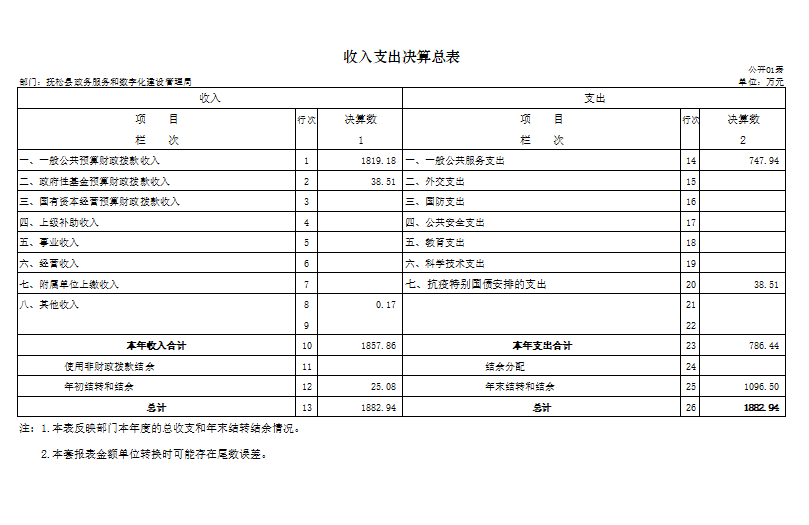 收入支出决算总表
公开01表
部门：抚松县政务服务和数字化建设管理局 单位：万元
收入 支出
项 目 行次 决算数 项 目 行次 决算数
栏 次 1 栏 次 2
一、一般公共预算财政拨款收入 1 1819.18 一、一般公共服务支出 14 747.94
二、政府性基金预算财政拨款收入 2 38.51 二、外交支出 15
三、国有资本经营预算财政拨款收入 3 三、国防支出 16
四、上级补助收入 4 四、公共安全支出 17
五、事业收入 5 五、教育支出 18
六、经营收入 6 六、科学技术支出 19
七、附属单位上缴收入 7 七、抗疫特别国债安排的支出 20 38.51
八、其他收入 8 0.17 21
9 22
本年收入合计 10 1857.86 本年支出合计 23 786.44
使用非财政拨款结余 11 结余分配 24
年初结转和结余 12 25.08 年末结转和结余 25 1096.50
总计 13 1882.94 总计 26 1882.94
注：1.本表反映部门本年度的总收支和年末结转结余情况。
2.本套报表金额单位转换时可能存在尾数误差。